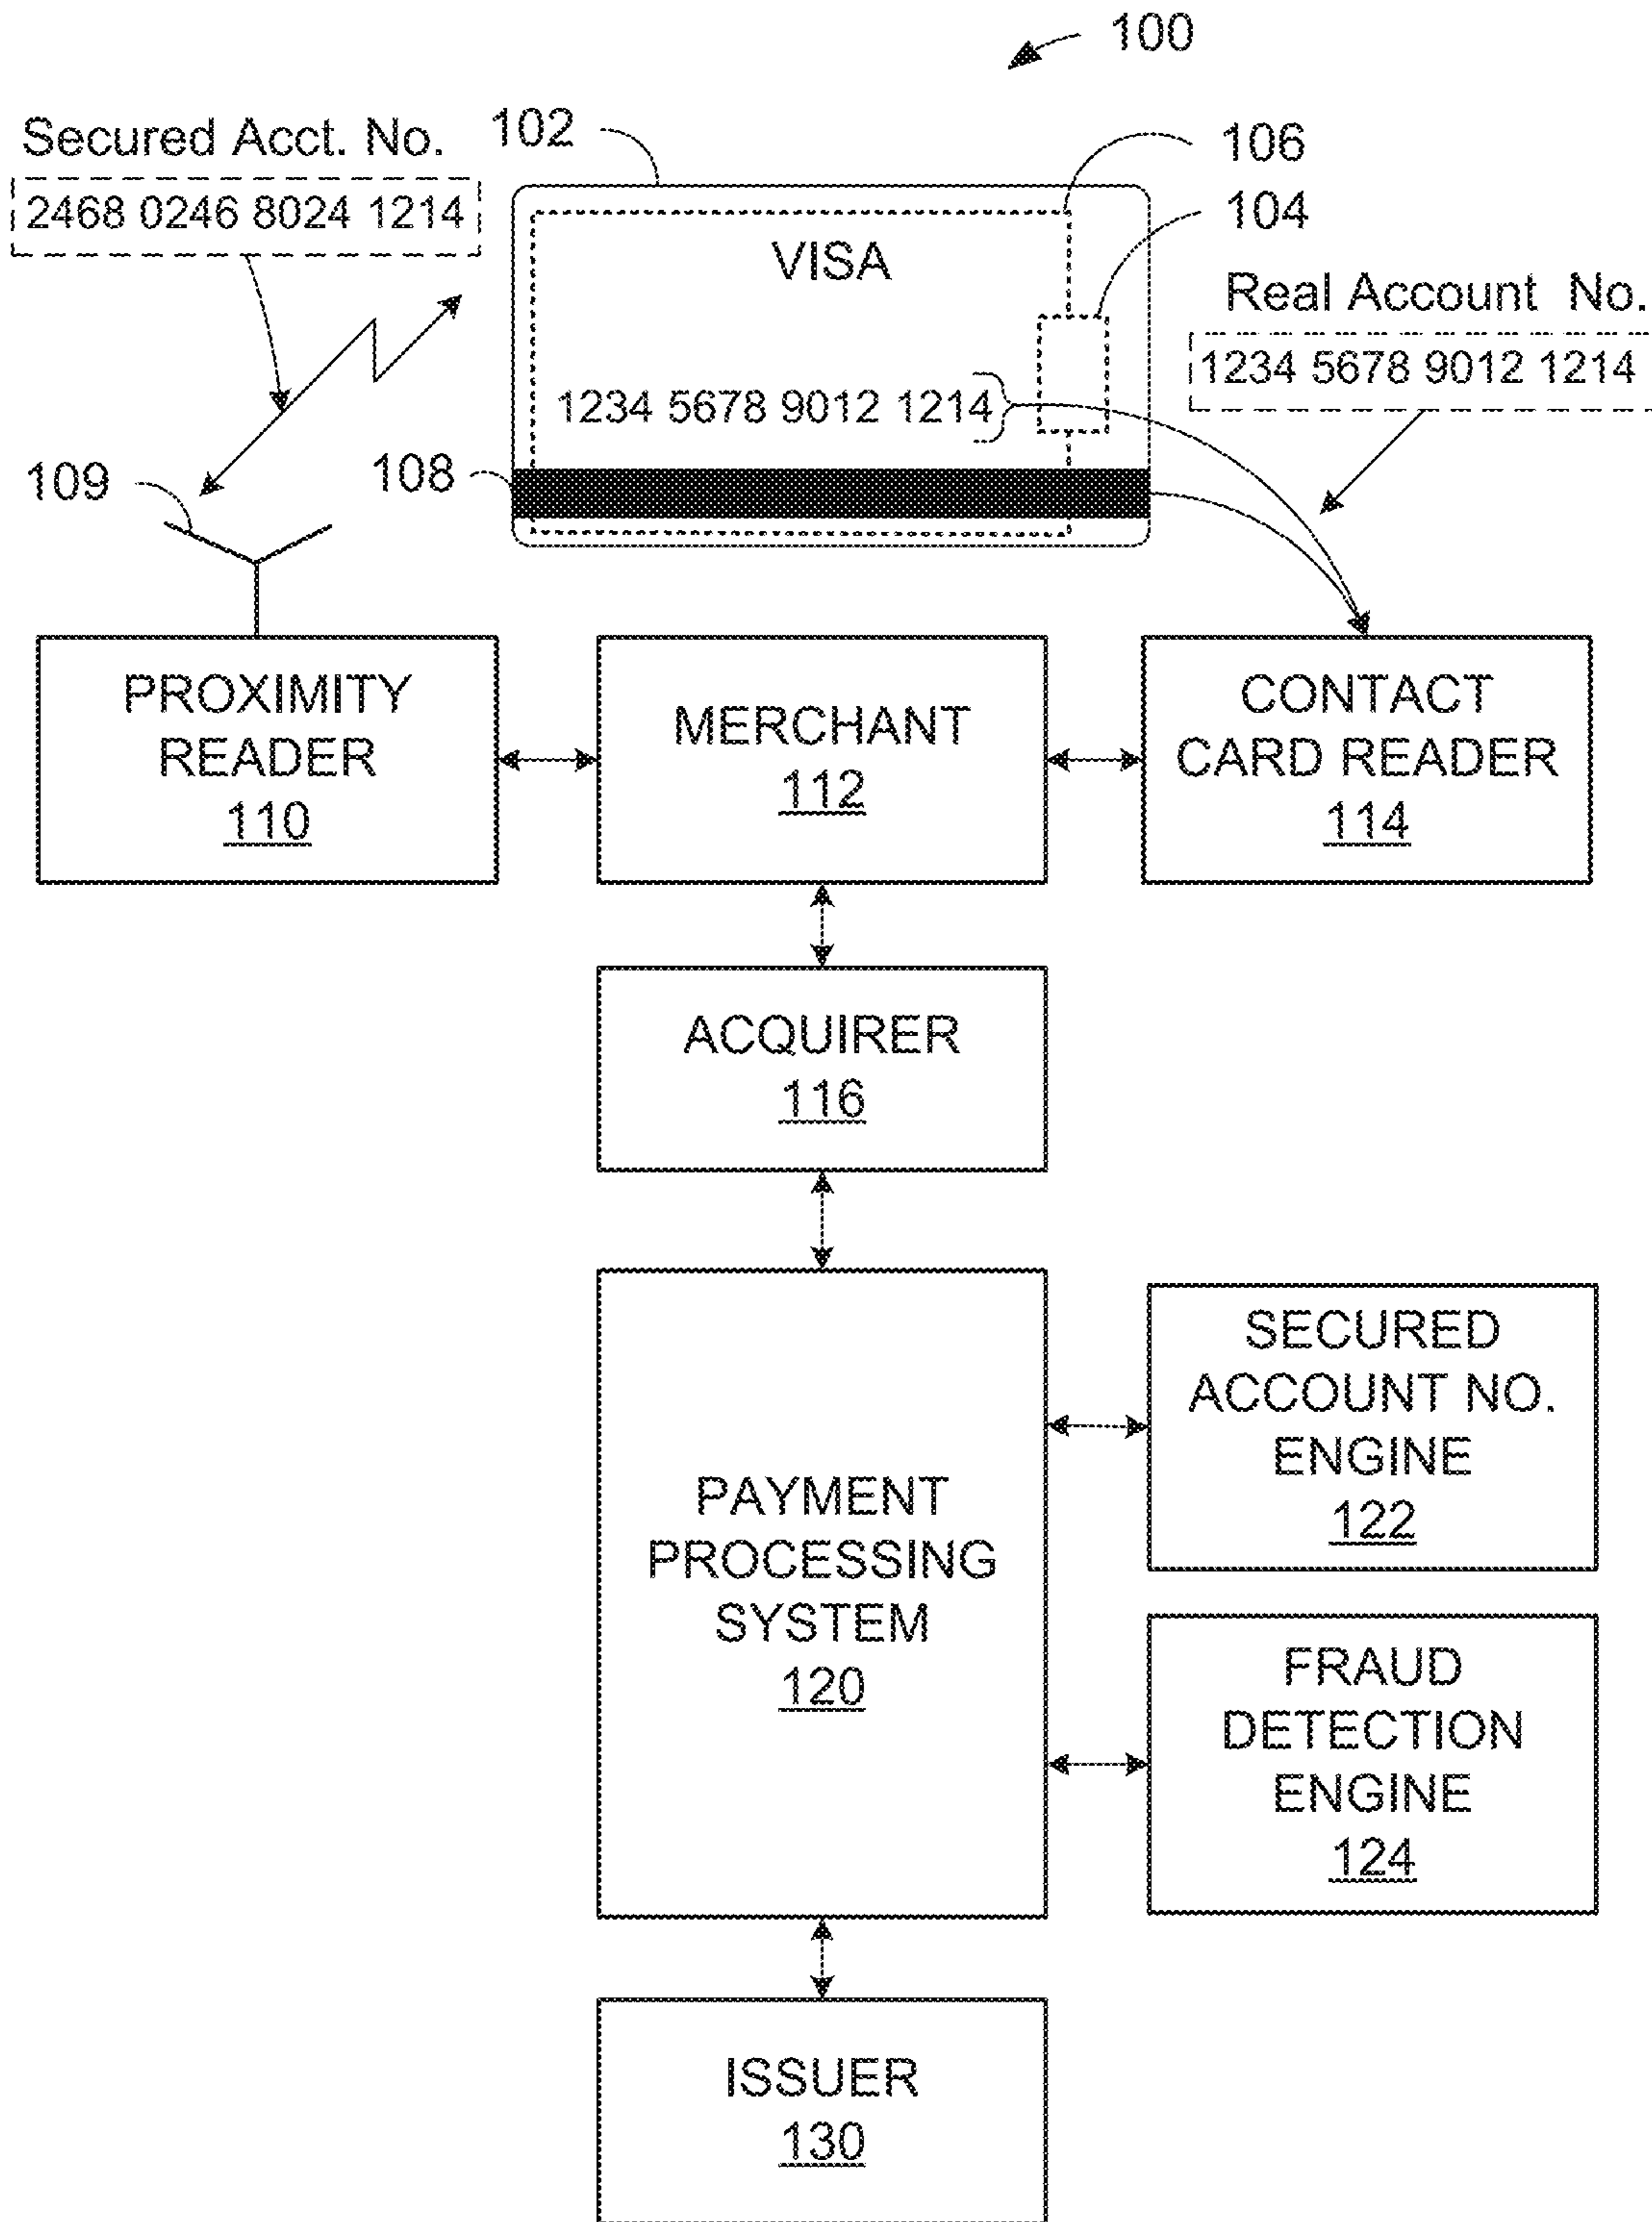 100
Secured Acct. No.
102
106
2468 0246 8024 1214
104
VISA
Real Account No.
1234 5678 9012 1214
1234 5678 9012 1214
109
108
PROXIMITY
READER
110
MERCHANT
112
CONTACT
CARD READER
114
ACQUIRER
116
PAYMENT
PROCESSING
SYSTEM
120
SECURED
ACCOUNT NO.
ENGINE
122
FRAUD
DETECTION
ENGINE
124
ISSUER
130